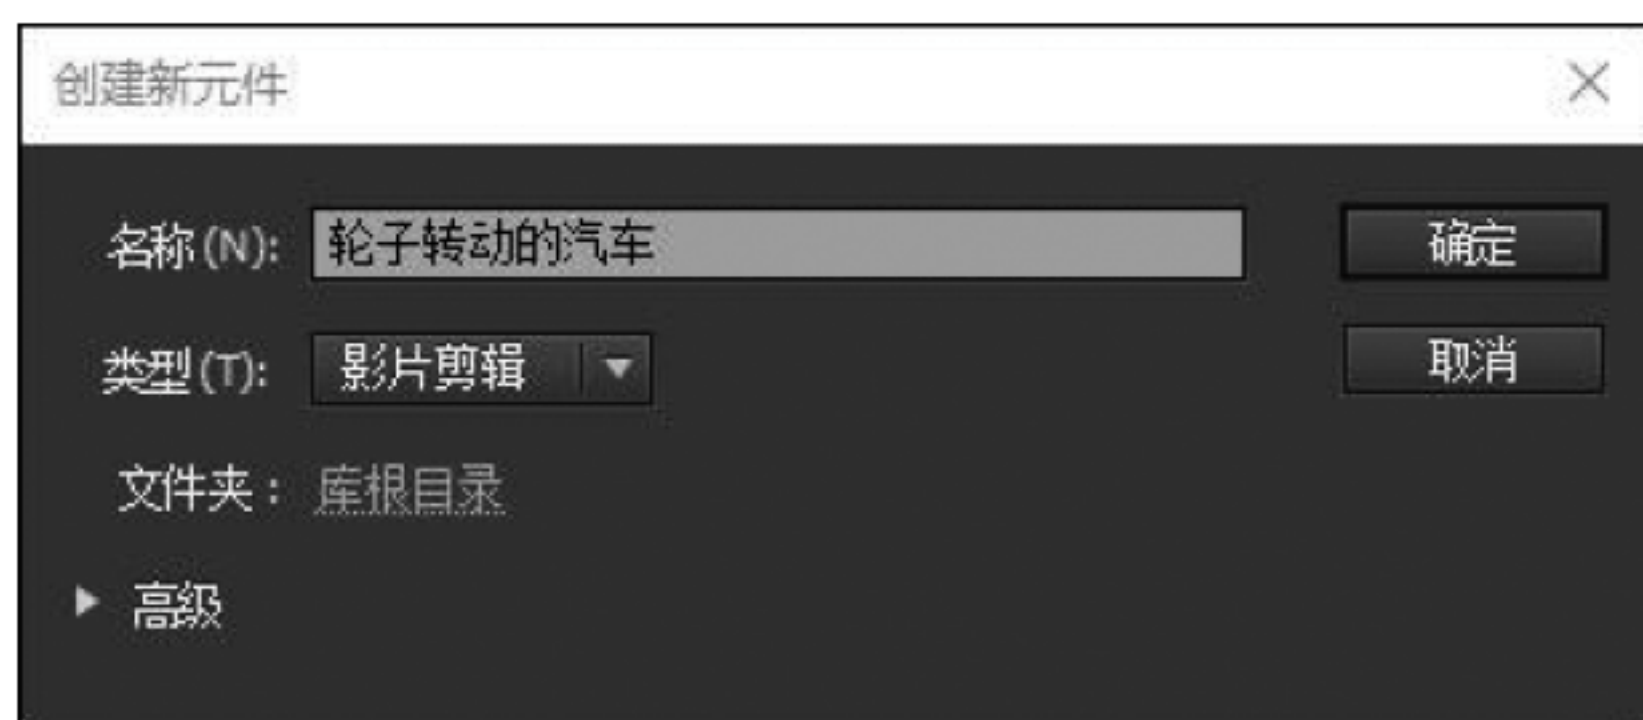 创建新元件
名称(N): 轮子转动的汽车 确定
类型(T): 影片剪辑 取消
文件夹: 库根目录
高级